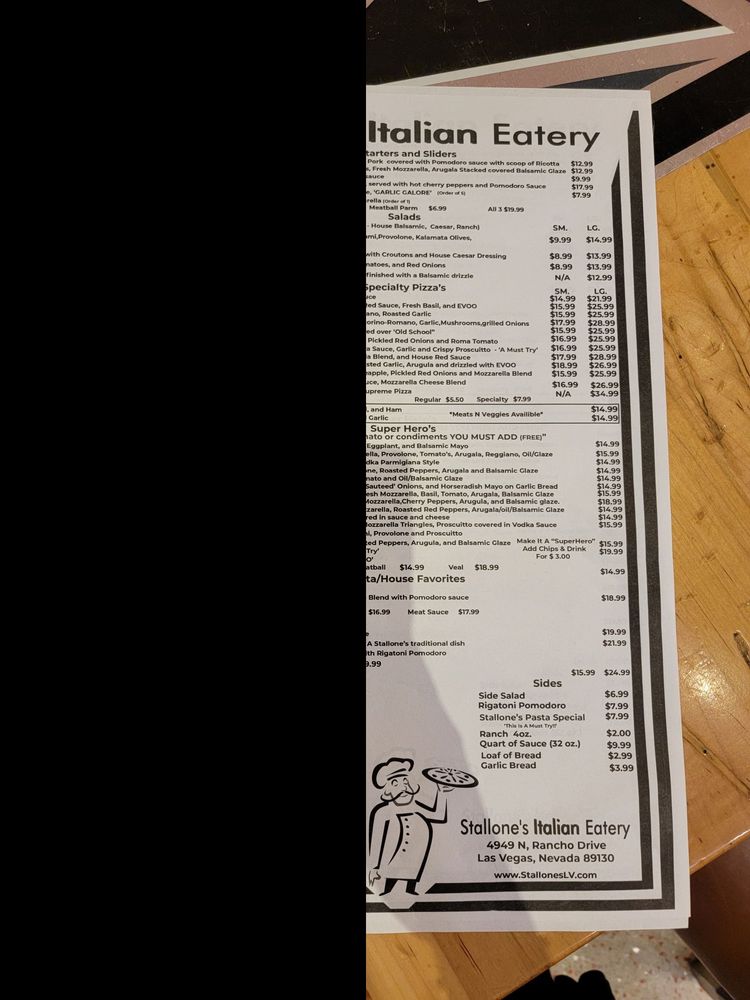 Italian Eatery
tarters and Sliders
Pork covered with Pomodoro sauce with scoop of Ricotta $12.99
s, Fresh Mozzarella, Arugala Stacked covered Balsamic Glaze $12.99
sauce $9.99
served with hot cherry peppers and Pomodoro Sauce $17.99
e, 'GARLIC GALORE' (Order of 5) $7.99
rella (Order of 1)
Meatball Parm $6.99 All 3 $19.99
Salads
- House Balsamic, Caesar, Ranch) SM. LG.
mi,Provolone, Kalamata Olives, $9.99 $14.99
with Croutons and House Caesar Dressing $8.99 $13.99
matoes, and Red Onions $8.99 $13.99
finished with a Balsamic drizzle N/A $12.99
Specialty Pizza's SM. LG.
uce $14.99 $21.99
ed Sauce, Fresh Basil, and EVOO $15.99 $25.99
ano, Roasted Garlic $15.99 $25.99
orino-Romano, Garlic,Mushrooms,grilled Onions $17.99 $28.99
ed over 'Old School" $15.99 $25.99
Pickled Red Onions and Roma Tomato $16.99 $25.99
a Sauce, Garlic and Crispy Proscuitto - 'A Must Try' $16.99 $25.99
la Blend, and House Red Sauce $17.99 $28.99
sted Garlic, Arugula and drizzled with EVOO $18.99 $26.99
eapple, Pickled Red Onions and Mozzarella Blend $15.99 $25.99
uce, Mozzarella Cheese Blend $16.99 $26.99
upreme Pizza N/A $34.99
Regular $5.50 Specialty $7.99
l, and Ham $14.99
Garlic *Meats N Veggies Availible* $14.99
Super Hero's
nato or condiments YOU MUST ADD (FREE)"
Eggplant, and Balsamic Mayo $14.99
ella, Provolone, Tomato's, Arugala, Reggiano, Oil/Glaze $15.99
dka Parmigiana Style $14.99
ne, Roasted Peppers, Arugala and Balsamic Glaze $14.99
mato and Oil/Balsamic Glaze $14.99
Sauteed' Onions, and Horseradish Mayo on Garlic Bread $14.99
esh Mozzarella, Basil, Tomato, Arugala, Balsamic Glaze $15.99
Mozzarella,Cherry Peppers, Arugula, and Balsamic glaze. $18.99
zzarella, Roasted Red Peppers, Arugala/oil/Balsamic Glaze $14.99
red in sauce and cheese $14.99
Mozzarella Triangles, Proscuitto covered in Vodka Sauce $15.99
ni, Provolone and Proscuitto
ted Peppers, Arugula, and Balsamic Glaze Make It A "SuperHero" $15.99
Try' Add Chips & Drink $19.99
O' For $ 3.00
atball $14.99 Veal $18.99
$14.99
ta/House Favorites
Blend with Pomodoro sauce $18.99
$16.99 Meat Sauce $17.99
e $19.99
A Stallone's traditional dish $21.99
ith Rigatoni Pomodoro
9.99
$15.99 $24.99
Sides
Side Salad $6.99
Rigatoni Pomodoro $7.99
Stallone's Pasta Special $7.99
'This Is A Must Try!!'
Ranch 4oz. $2.00
Quart of Sauce (32 oz.) $9.99
Loaf of Bread $2.99
Garlic Bread $3.99
Stallone's Italian Eatery
4949 N, Rancho Drive
Las Vegas, Nevada 89130
www.StallonesLV.com